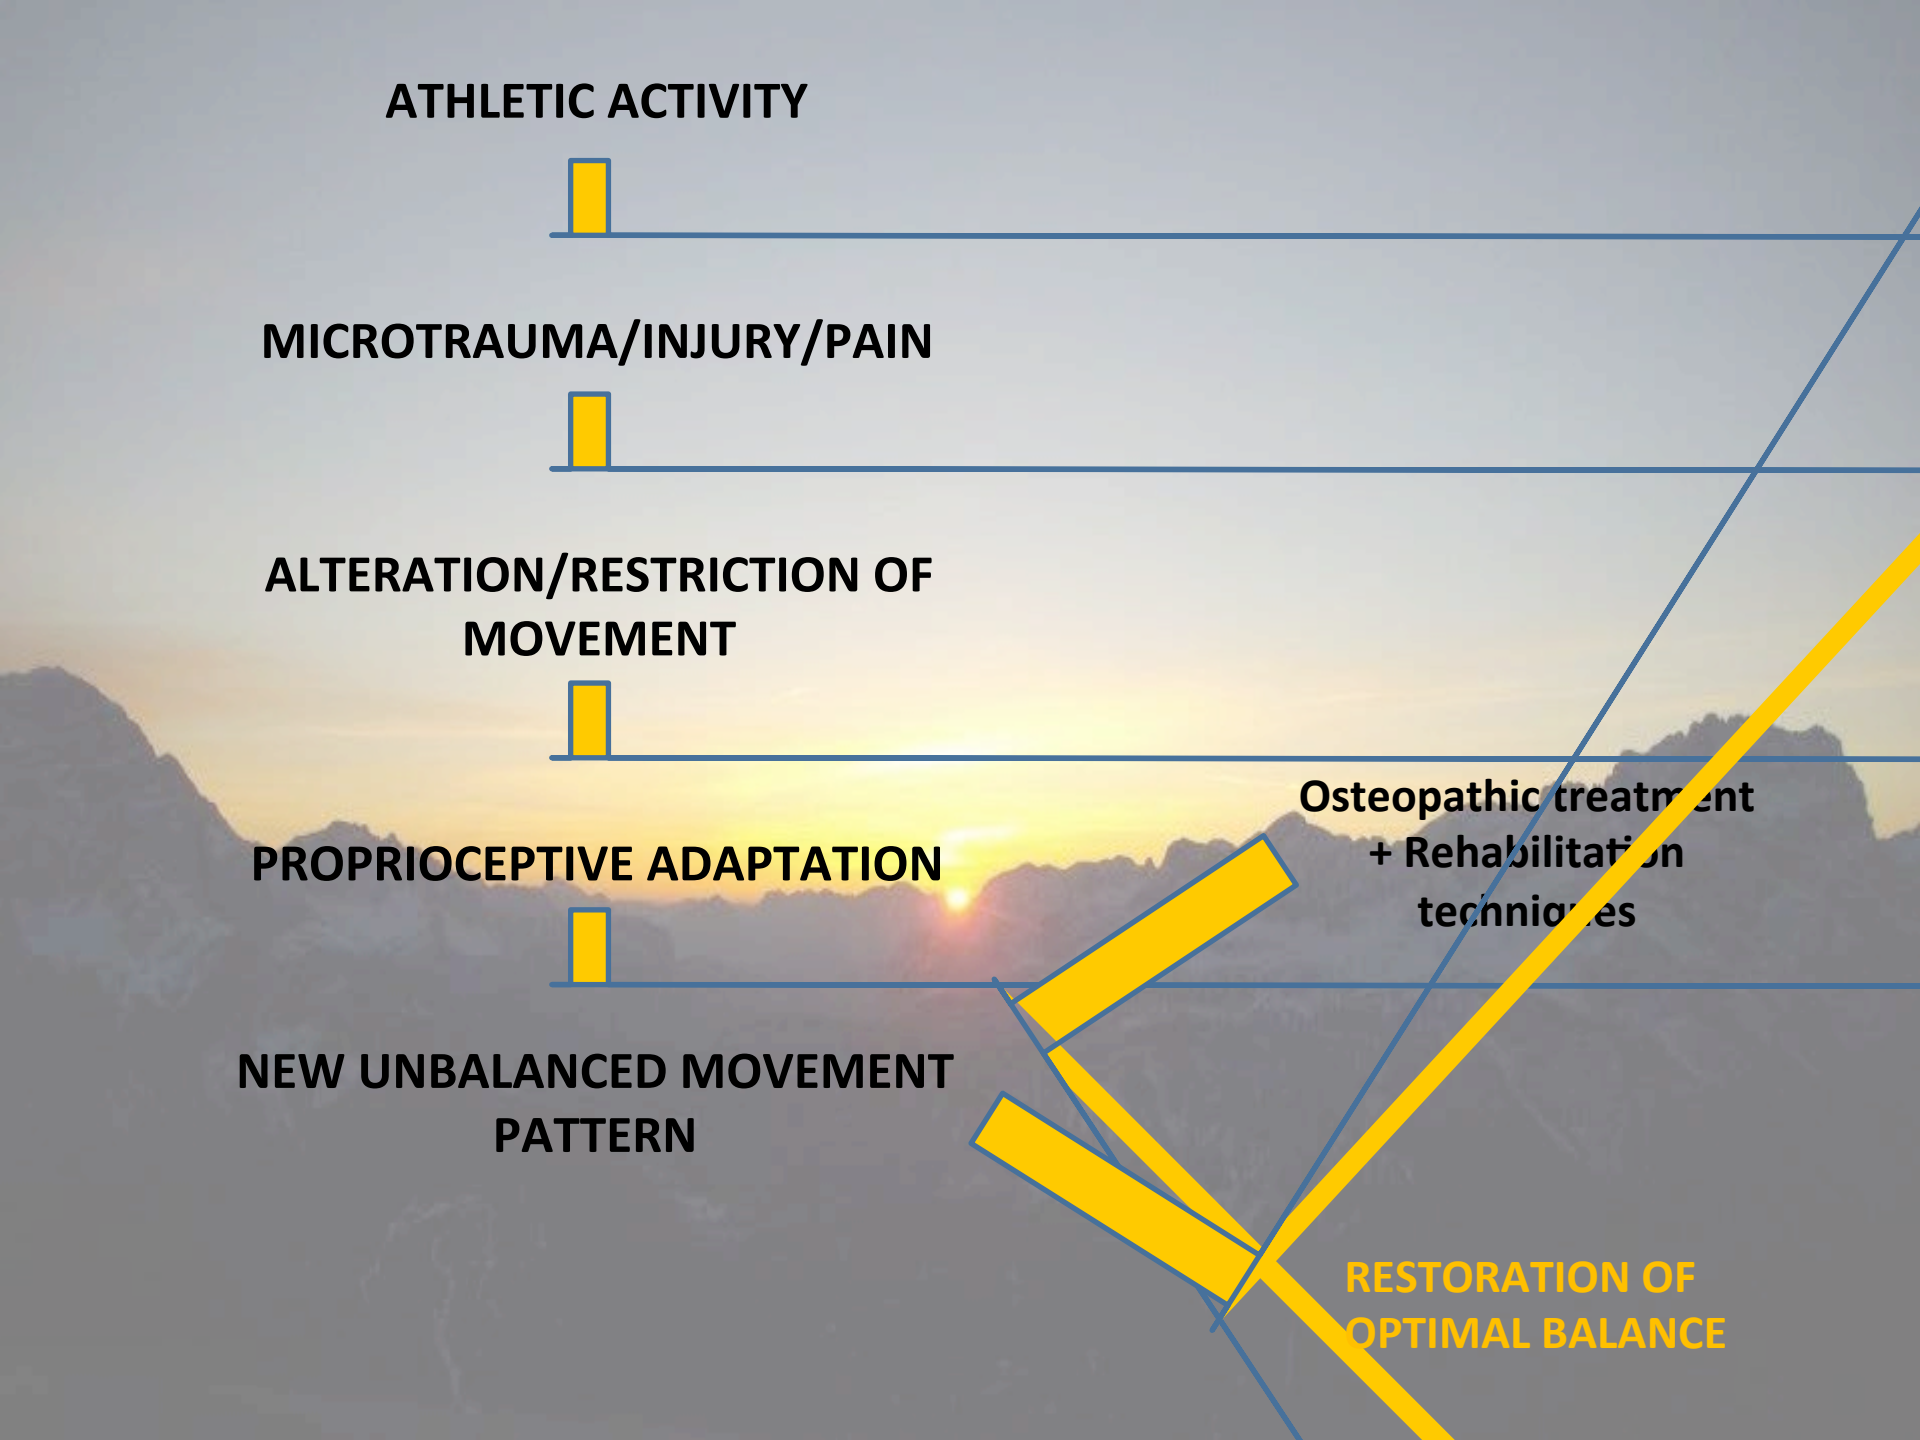 ATHLETIC ACTIVITY
MICROTRAUMA/INJURY/PAIN
ALTERATION/RESTRICTION OF
MOVEMENT
Osteopathic treatment
+ Rehabilitation
techniques
PROPRIOCEPTIVE ADAPTATION
NEW UNBALANCED MOVEMENT
PATTERN
RESTORATION OF
OPTIMAL BALANCE